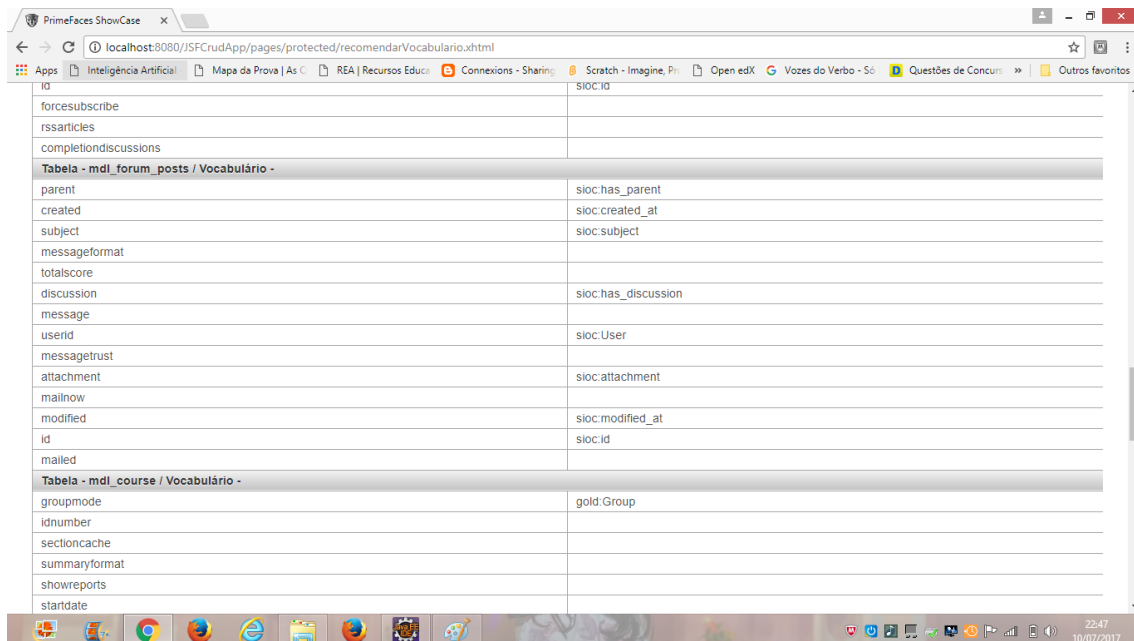 PrimeFaces ShowCase
localhost:8080/JSFCrudApp/pages/protected/recomendarVocabulario.xhtml
Apps Inteligência Artificial Mapa da Prova | As C REA | Recursos Educa Connexions - Sharing Scratch - Imagine, Pr Open edX Vozes do Verbo - Só Questões de Concurs » Outros favoritos
id sioc:id
forcesubscribe
rssarticles
completiondiscussions
Tabela - mdl_forum_posts / Vocabulário -
parent sioc:has_parent
created sioc:created_at
subject sioc:subject
messageformat
totalscore
discussion sioc:has_discussion
message
userid sioc:User
messagetrust
attachment sioc:attachment
mailnow
modified sioc:modified_at
id sioc:id
mailed
Tabela - mdl_course / Vocabulário -
groupmode gold:Group
idnumber
sectioncache
summaryformat
showreports
startdate
22:47
10/07/2017